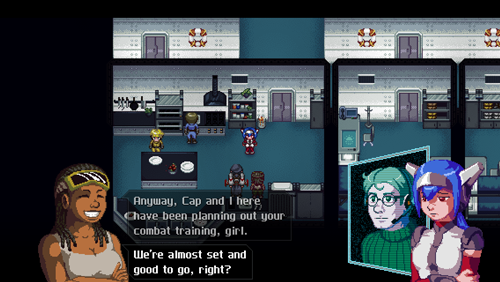 Anyway, Cap and I here
have been planning out your
combat training, girl.
We're almost set and
good to go, right?